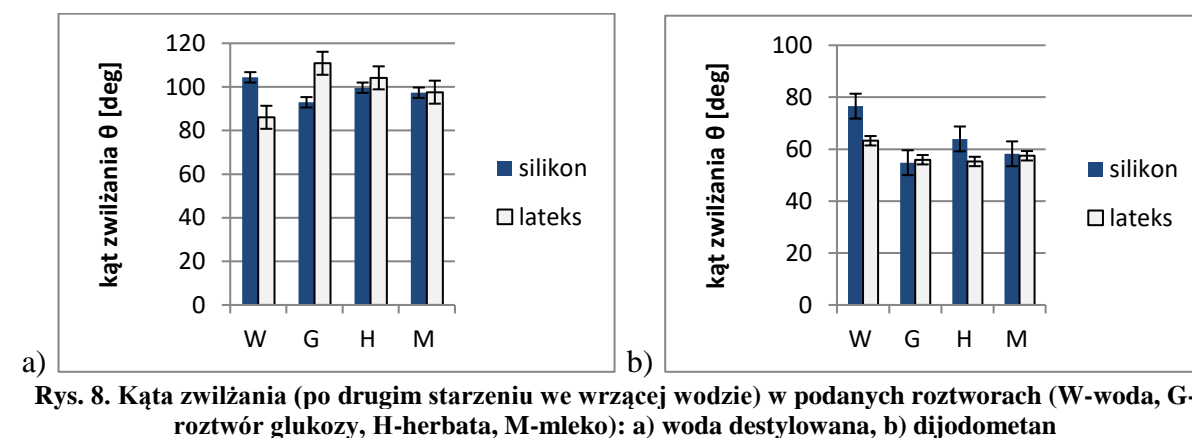 kąt zwilżania θ [deg]
120
100
80
60
40
20
0
W G H M
silikon
lateks
a)
kąt zwilżania θ [deg]
100
80
60
40
20
0
W G H M
silikon
lateks
b)
Rys. 8. Kąta zwilżania (po drugim starzeniu we wrzącej wodzie) w podanych roztworach (W-woda, G-
roztwór glukozy, H-herbata, M-mleko): a) woda destylowana, b) dijodometan